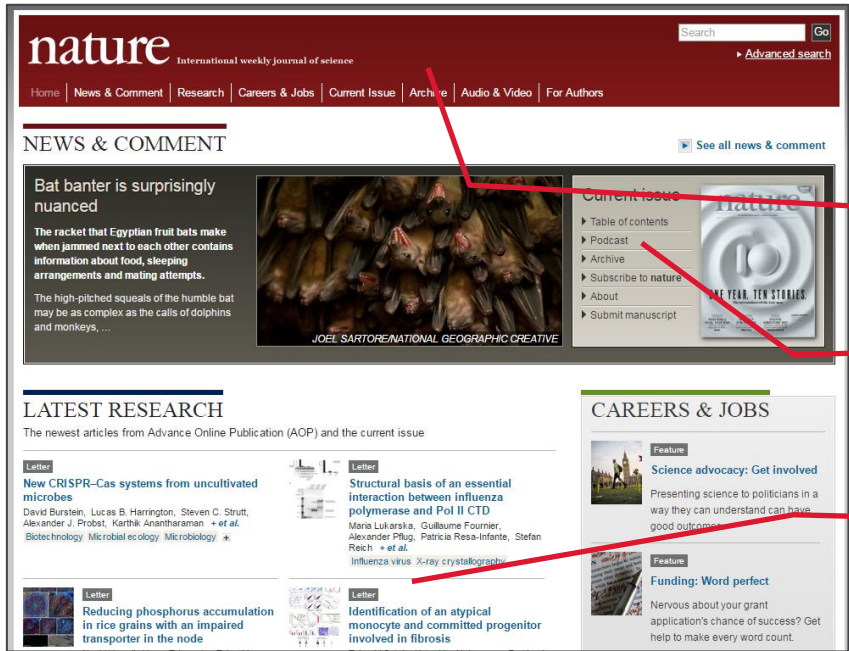 nature International weekly journal of science
Search Go
Advanced search
Home News & Comment Research Careers & Jobs Current Issue Archive Audio & Video For Authors
NEWS & COMMENT
See all news & comment
Bat banter is surprisingly
nuanced
The racket that Egyptian fruit bats make
when jammed next to each other contains
information about food, sleeping
arrangements and mating attempts.
The high-pitched squeals of the humble bat
may be as complex as the calls of dolphins
and monkeys, …
JOEL SARTORE/NATIONAL GEOGRAPHIC CREATIVE
Current issue
Table of contents
Podcast
Archive
Subscribe to nature
About
Submit manuscript
nature
10
ONE YEAR. TEN STORIES.
LATEST RESEARCH
The newest articles from Advance Online Publication (AOP) and the current issue
Letter
New CRISPR–Cas systems from uncultivated
microbes
David Burstein, Lucas B. Harrington, Steven C. Strutt,
Alexander J. Probst, Karthik Anantharaman + et al.
Biotechnology Microbial ecology Microbiology +
Letter
Structural basis of an essential
interaction between influenza
polymerase and Pol II CTD
Maria Lukarska, Guillaume Fournier,
Alexander Pflug, Patricia Resa-Infante, Stefan
Reich + et al.
Influenza virus X-ray crystallography
Letter
Reducing phosphorus accumulation
in rice grains with an impaired
transporter in the node
Letter
Identification of an atypical
monocyte and committed progenitor
involved in fibrosis
CAREERS & JOBS
Feature
Science advocacy: Get involved
Presenting science to politicians in a
way they can understand can have
good outcomes
Feature
Funding: Word perfect
Nervous about your grant
application's chance of success? Get
help to make every word count.